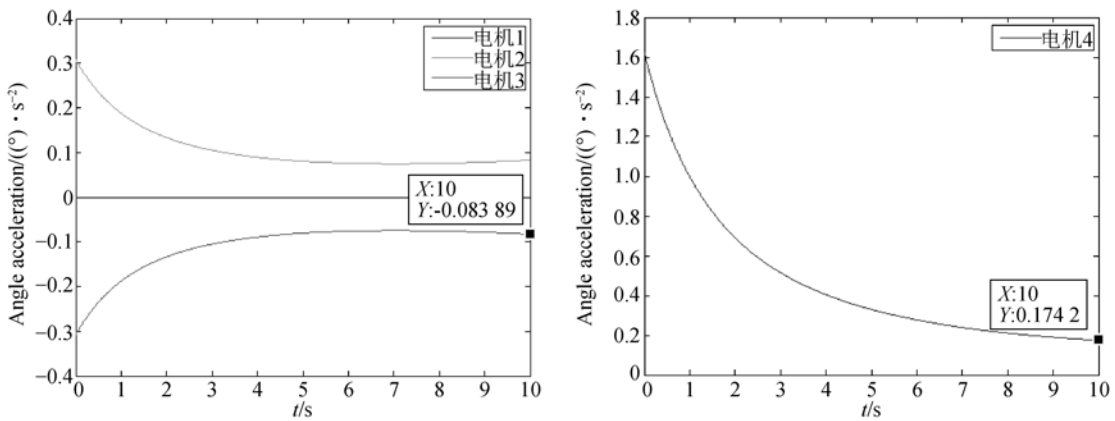 0.4
0.3
0.2
0.1
0
−0.1
−0.2
−0.3
−0.4
Angle acceleration/((°)·s⁻²)
电机1
电机2
电机3
X:10
Y:-0.083 89
0 1 2 3 4 5 6 7 8 9 10
t/s
1.8
1.6
1.4
1.2
1.0
0.8
0.6
0.4
0.2
0
Angle acceleration/((°)·s⁻²)
电机4
X:10
Y:0.174 2
0 1 2 3 4 5 6 7 8 9 10
t/s